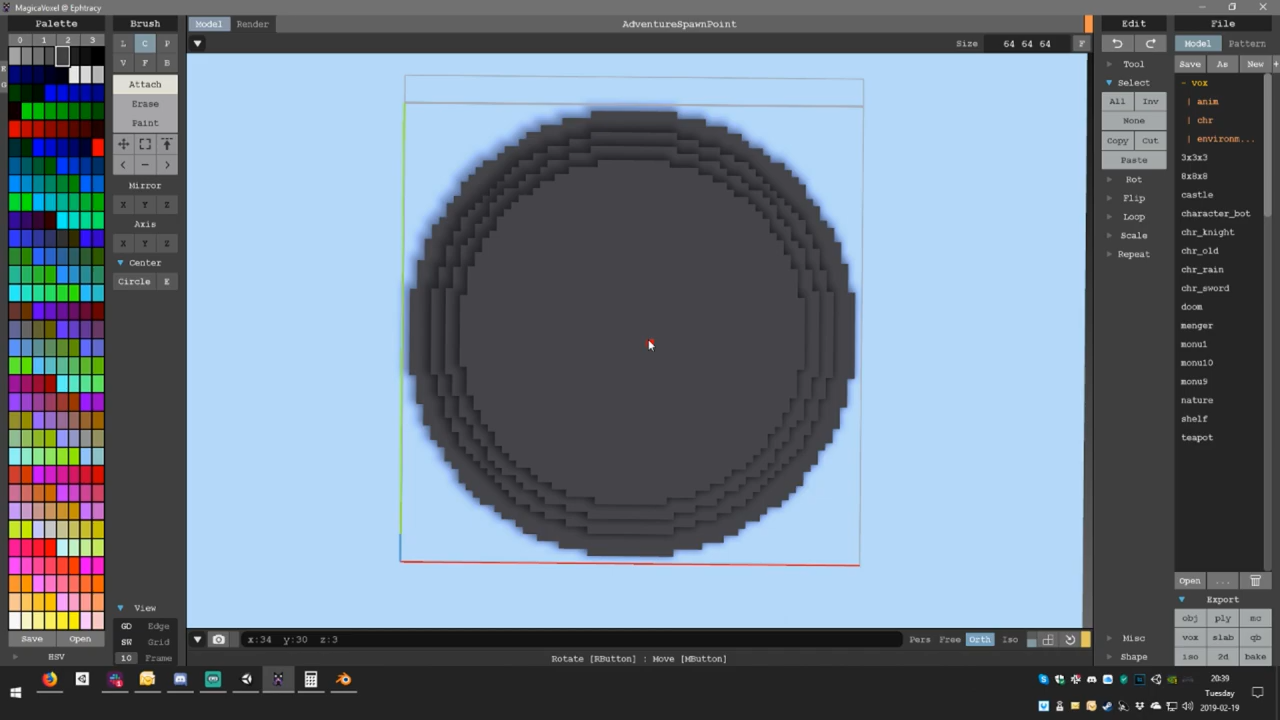 MagicaVoxel @ Ephtracy
Palette
Brush
Model
Render
AdventureSpawnPoint
Edit
File
0
1
2
3
L
C
P
Size
64 64 64
F
Model
Pattern
V
F
B
Tool
Save
As
New
+
Attach
Select
- vox
Erase
All
Inv
| anim
Paint
None
| chr
Copy
Cut
| environm...
Paste
3x3x3
Mirror
Rot
8x8x8
X
Y
Z
Flip
castle
Axis
Loop
character_bot
X
Y
Z
Scale
chr_knight
Center
Repeat
chr_old
Circle
E
chr_rain
chr_sword
doom
menger
monu1
monu10
monu9
nature
shelf
teapot
Open
...
View
Export
GD
Edge
obj
ply
mc
Save
Open
SW
Grid
x:34
y:30
z:3
Pers
Free
Orth
Iso
Misc
vox
slab
qb
HSV
10
Frame
Rotate [RButton] : Move [MButton]
Shape
iso
2d
bake
20:39
Tuesday
2019-02-19